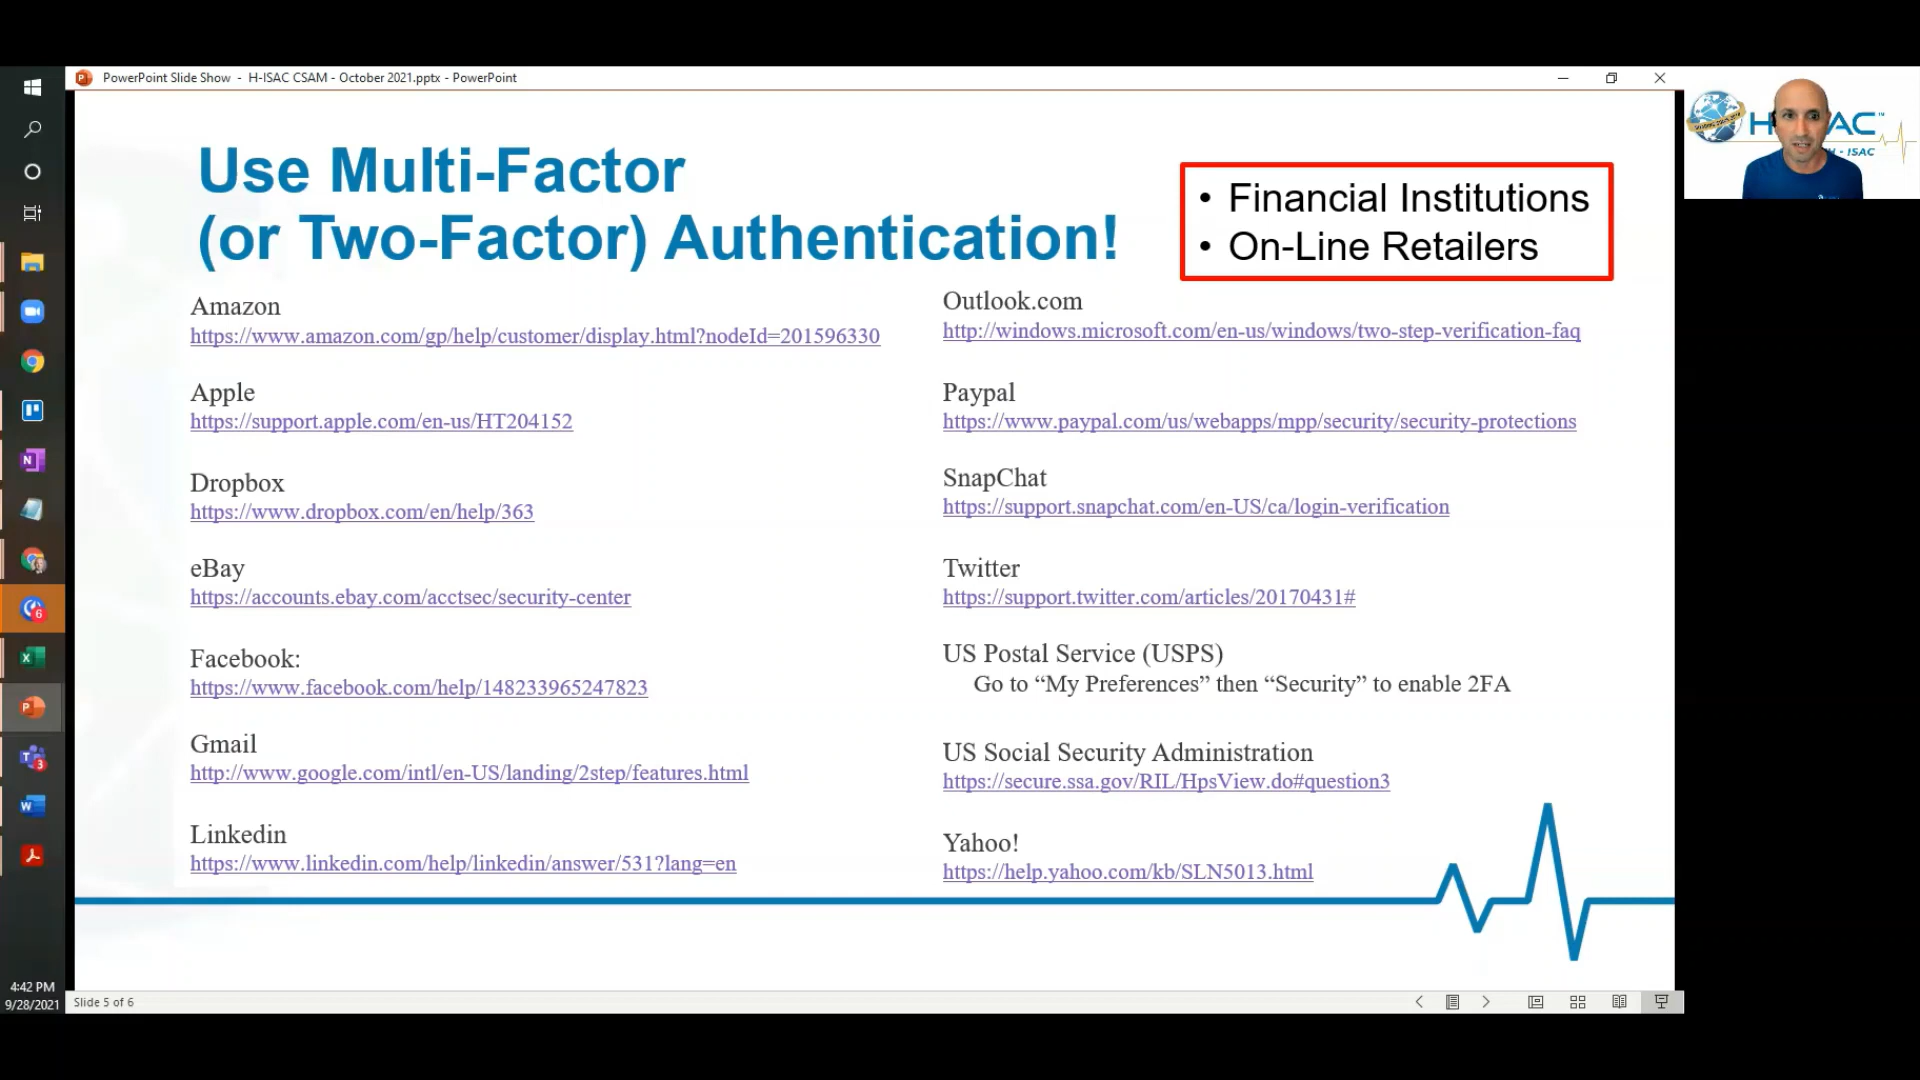 PowerPoint Slide Show - H-ISAC CSAM - October 2021.pptx - PowerPoint
Use Multi-Factor
(or Two-Factor) Authentication!
• Financial Institutions
• On-Line Retailers
Amazon
https://www.amazon.com/gp/help/customer/display.html?nodeId=201596330
Apple
https://support.apple.com/en-us/HT204152
Dropbox
https://www.dropbox.com/en/help/363
eBay
https://accounts.ebay.com/acctsec/security-center
Facebook:
https://www.facebook.com/help/148233965247823
Gmail
http://www.google.com/intl/en-US/landing/2step/features.html
Linkedin
https://www.linkedin.com/help/linkedin/answer/531?lang=en
Outlook.com
http://windows.microsoft.com/en-us/windows/two-step-verification-faq
Paypal
https://www.paypal.com/us/webapps/mpp/security/security-protections
SnapChat
https://support.snapchat.com/en-US/ca/login-verification
Twitter
https://support.twitter.com/articles/20170431#
US Postal Service (USPS)
Go to “My Preferences” then “Security” to enable 2FA
US Social Security Administration
https://secure.ssa.gov/RIL/HpsView.do#question3
Yahoo!
https://help.yahoo.com/kb/SLN5013.html
4:42 PM
9/28/2021
Slide 5 of 6